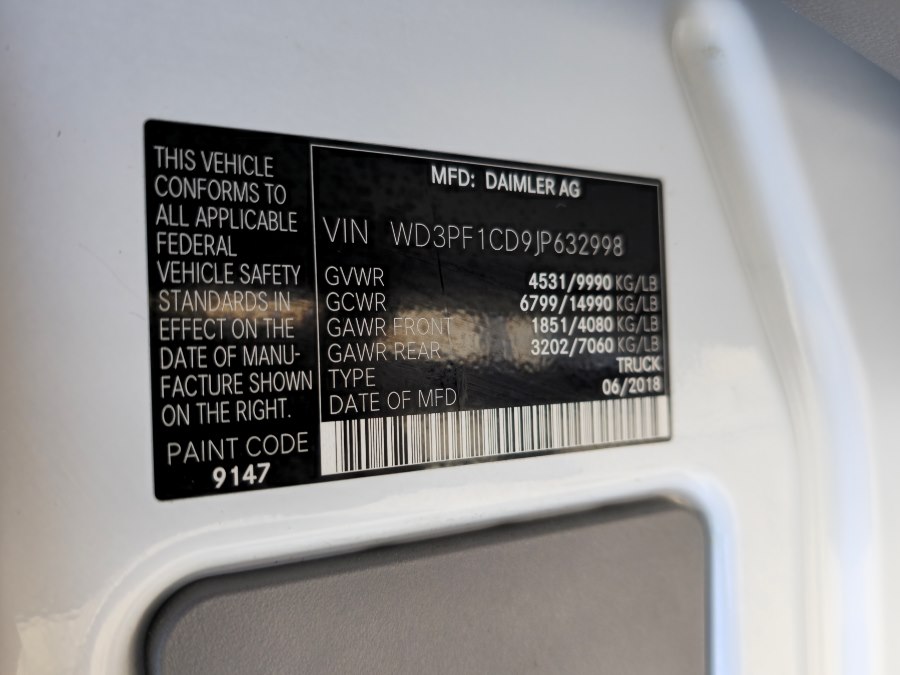 THIS VEHICLE
CONFORMS TO
ALL APPLICABLE
FEDERAL
VEHICLE SAFETY
STANDARDS IN
EFFECT ON THE
DATE OF MANU-
FACTURE SHOWN
ON THE RIGHT.
PAINT CODE
9147
MFD: DAIMLER AG
VIN WD3PF1CD9JP632998
GVWR 4531/9990 KG/LB
GCWR 6799/14990 KG/LB
GAWR FRONT 1851/4080 KG/LB
GAWR REAR 3202/7060 KG/LB
TYPE TRUCK
DATE OF MFD 06/2018